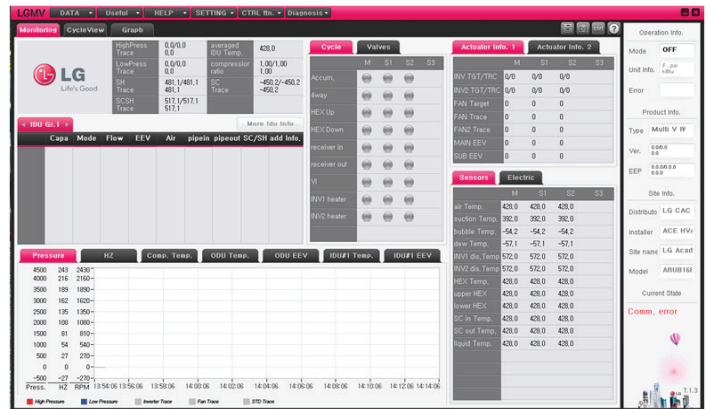 LGMV DATA Useful HELP SETTING CTRL ftn. Diagnosis
Monitoring CycleView Graph
LG
Life's Good
HighPress Trace 0,0/0,0 0,0 averaged IDU Temp. 428,0
LowPress Trace 0,0/0,0 0,0 compressior ratio 1,00/1,00 1,00
SH Trace 481,1/481,1 481,1 SC Trace -450,2/-450,2 -450,2
SCSH Trace 517,1/517,1 517,1
IDU Gr.1 More Idu Info
Capa Mode Flow EEV Air pipein pipeout SC/SH add Info.
Cycle Valves
M S1 S2 S3
Accum,
4way
HEX Up
HEX Down
receiver in
receiver out
VI
INV1 heater
INV2 heater
Actuator Info. 1 Actuator Info. 2
M S1 S2 S3
INV TGT/TRC 0/0 0/0 0/0
INV2 TGT/TRC 0/0 0/0 0/0
FAN Target 0 0 0
FAN Trace 0 0 0
FAN2 Trace 0 0 0
MAIN EEV 0 0 0
SUB EEV 0 0 0
Sensors Electric
M S1 S2 S3
air Temp. 428,0 428,0 428,0
suction Temp. 392,0 392,0 392,0
bubble Temp. -54,2 -54,2 -54,2
dew Temp. -57,1 -57,1 -57,1
INV1 dis,Temp 572,0 572,0 572,0
INV2 dis,Temp 572,0 572,0 572,0
HEX Temp. 428,0 428,0 428,0
upper HEX 428,0 428,0 428,0
lower HEX 428,0 428,0 428,0
SC in Temp. 428,0 428,0 428,0
SC out Temp. 428,0 428,0 428,0
liquid Temp. 428,0 428,0 428,0
Pressure HZ Comp. Temp. ODU Temp. ODU EEV IDU#1 Temp. IDU#1 EEV
4500 243 2430
4000 216 2160
3500 189 1890
3000 162 1620
2500 135 1350
2000 108 1080
1500 81 810
1000 54 540
500 27 270
0 0 0
-500 -27 -270
Press. HZ RPM 13:54:06 13:56:06 13:58:06 14:00:06 14:02:06 14:04:06 14:06:06 14:08:06 14:10:06 14:12:06 14:14:06
High Pressure Low Pressure Inverter Trace Fan Trace STD Trace
Operation Info.
Mode OFF
Unit Info.
Error
Product Info.
Type Multi V IV
Ver. 0.0/0.0 0.0
EEP 0.0.0/0.0.0 0.0
Site Info.
Distributo LG CAC
Installer ACE HV
Site name LG Acad
Model ARUB168
Current State
Comm, error
7.1.3